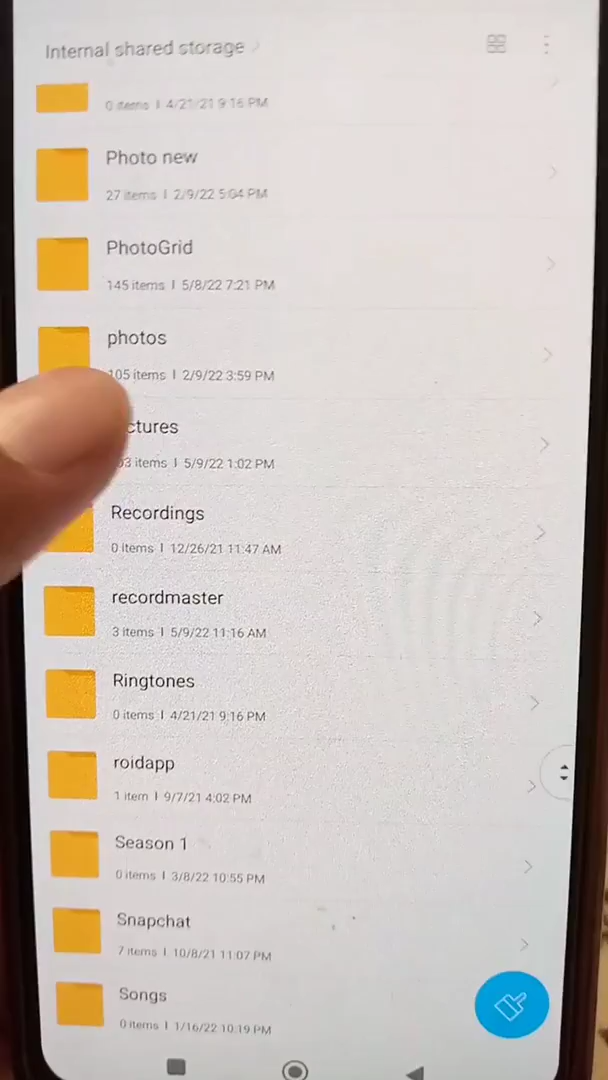 Internal shared storage
0 items | 4/21/21 9:16 PM
Photo new
27 items | 2/9/22 5:04 PM
PhotoGrid
145 items | 5/8/22 7:21 PM
photos
105 items | 2/9/22 3:59 PM
ctures
3 items | 5/9/22 1:02 PM
Recordings
0 items | 12/26/21 11:47 AM
recordmaster
3 items | 5/9/22 11:16 AM
Ringtones
0 items | 4/21/21 9:16 PM
roidapp
1 item | 9/7/21 4:02 PM
Season 1
0 items | 3/8/22 10:55 PM
Snapchat
7 items | 10/8/21 11:07 PM
Songs
0 items | 1/16/22 10:19 PM